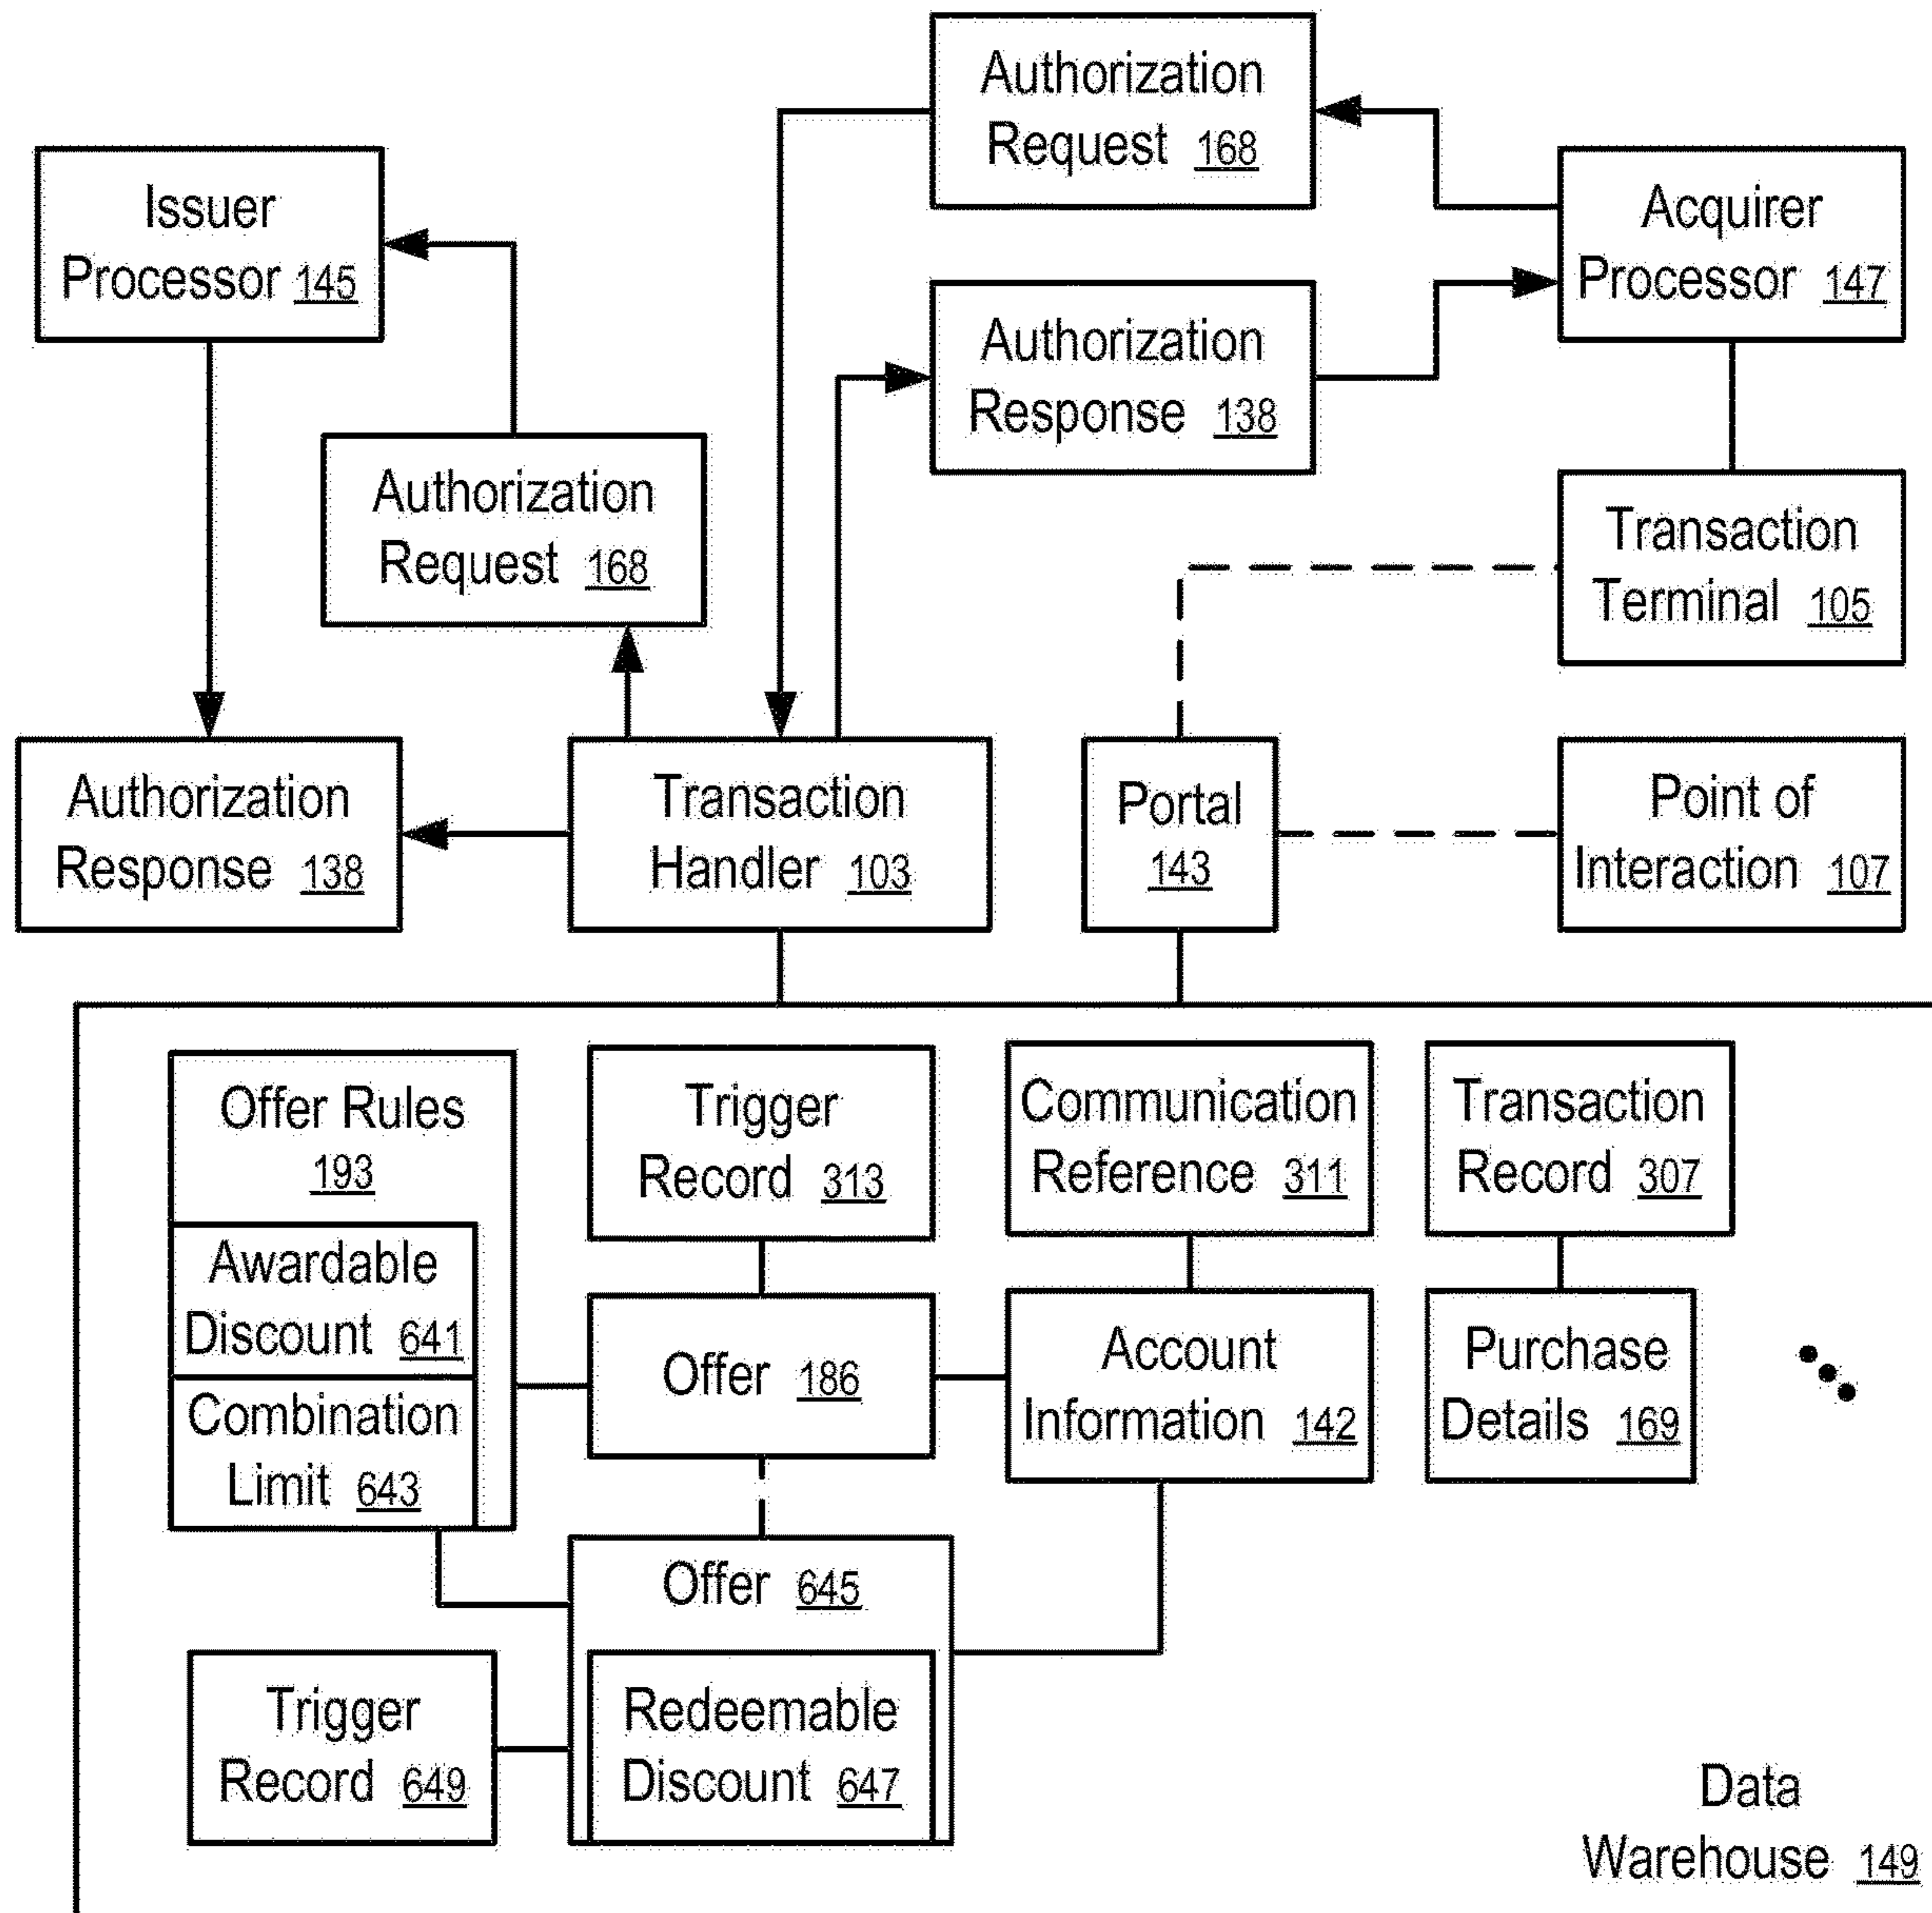 Authorization
Request 168
Issuer
Processor 145
Acquirer
Processor 147
Authorization
Response 138
Authorization
Request 168
Transaction
Terminal 105
Authorization
Response 138
Transaction
Handler 103
Portal
143
Point of
Interaction 107
Offer Rules
193
Trigger
Record 313
Communication
Reference 311
Transaction
Record 307
Awardable
Discount 641
Combination
Limit 643
Offer 186
Account
Information 142
Purchase
Details 169
Offer 645
Trigger
Record 649
Redeemable
Discount 647
Data
Warehouse 149